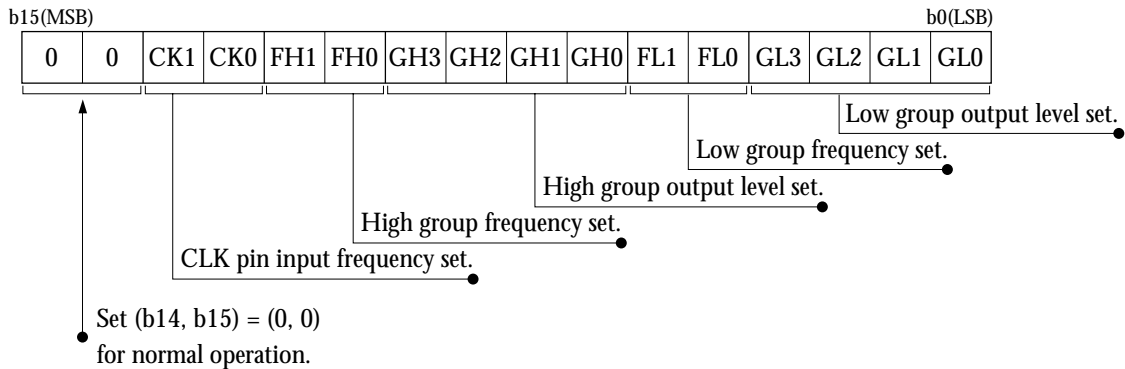 b15(MSB) b0(LSB)
0 0 CK1 CK0 FH1 FH0 GH3 GH2 GH1 GH0 FL1 FL0 GL3 GL2 GL1 GL0
Low group output level set.
Low group frequency set.
High group output level set.
High group frequency set.
CLK pin input frequency set.
Set (b14, b15) = (0, 0)
for normal operation.